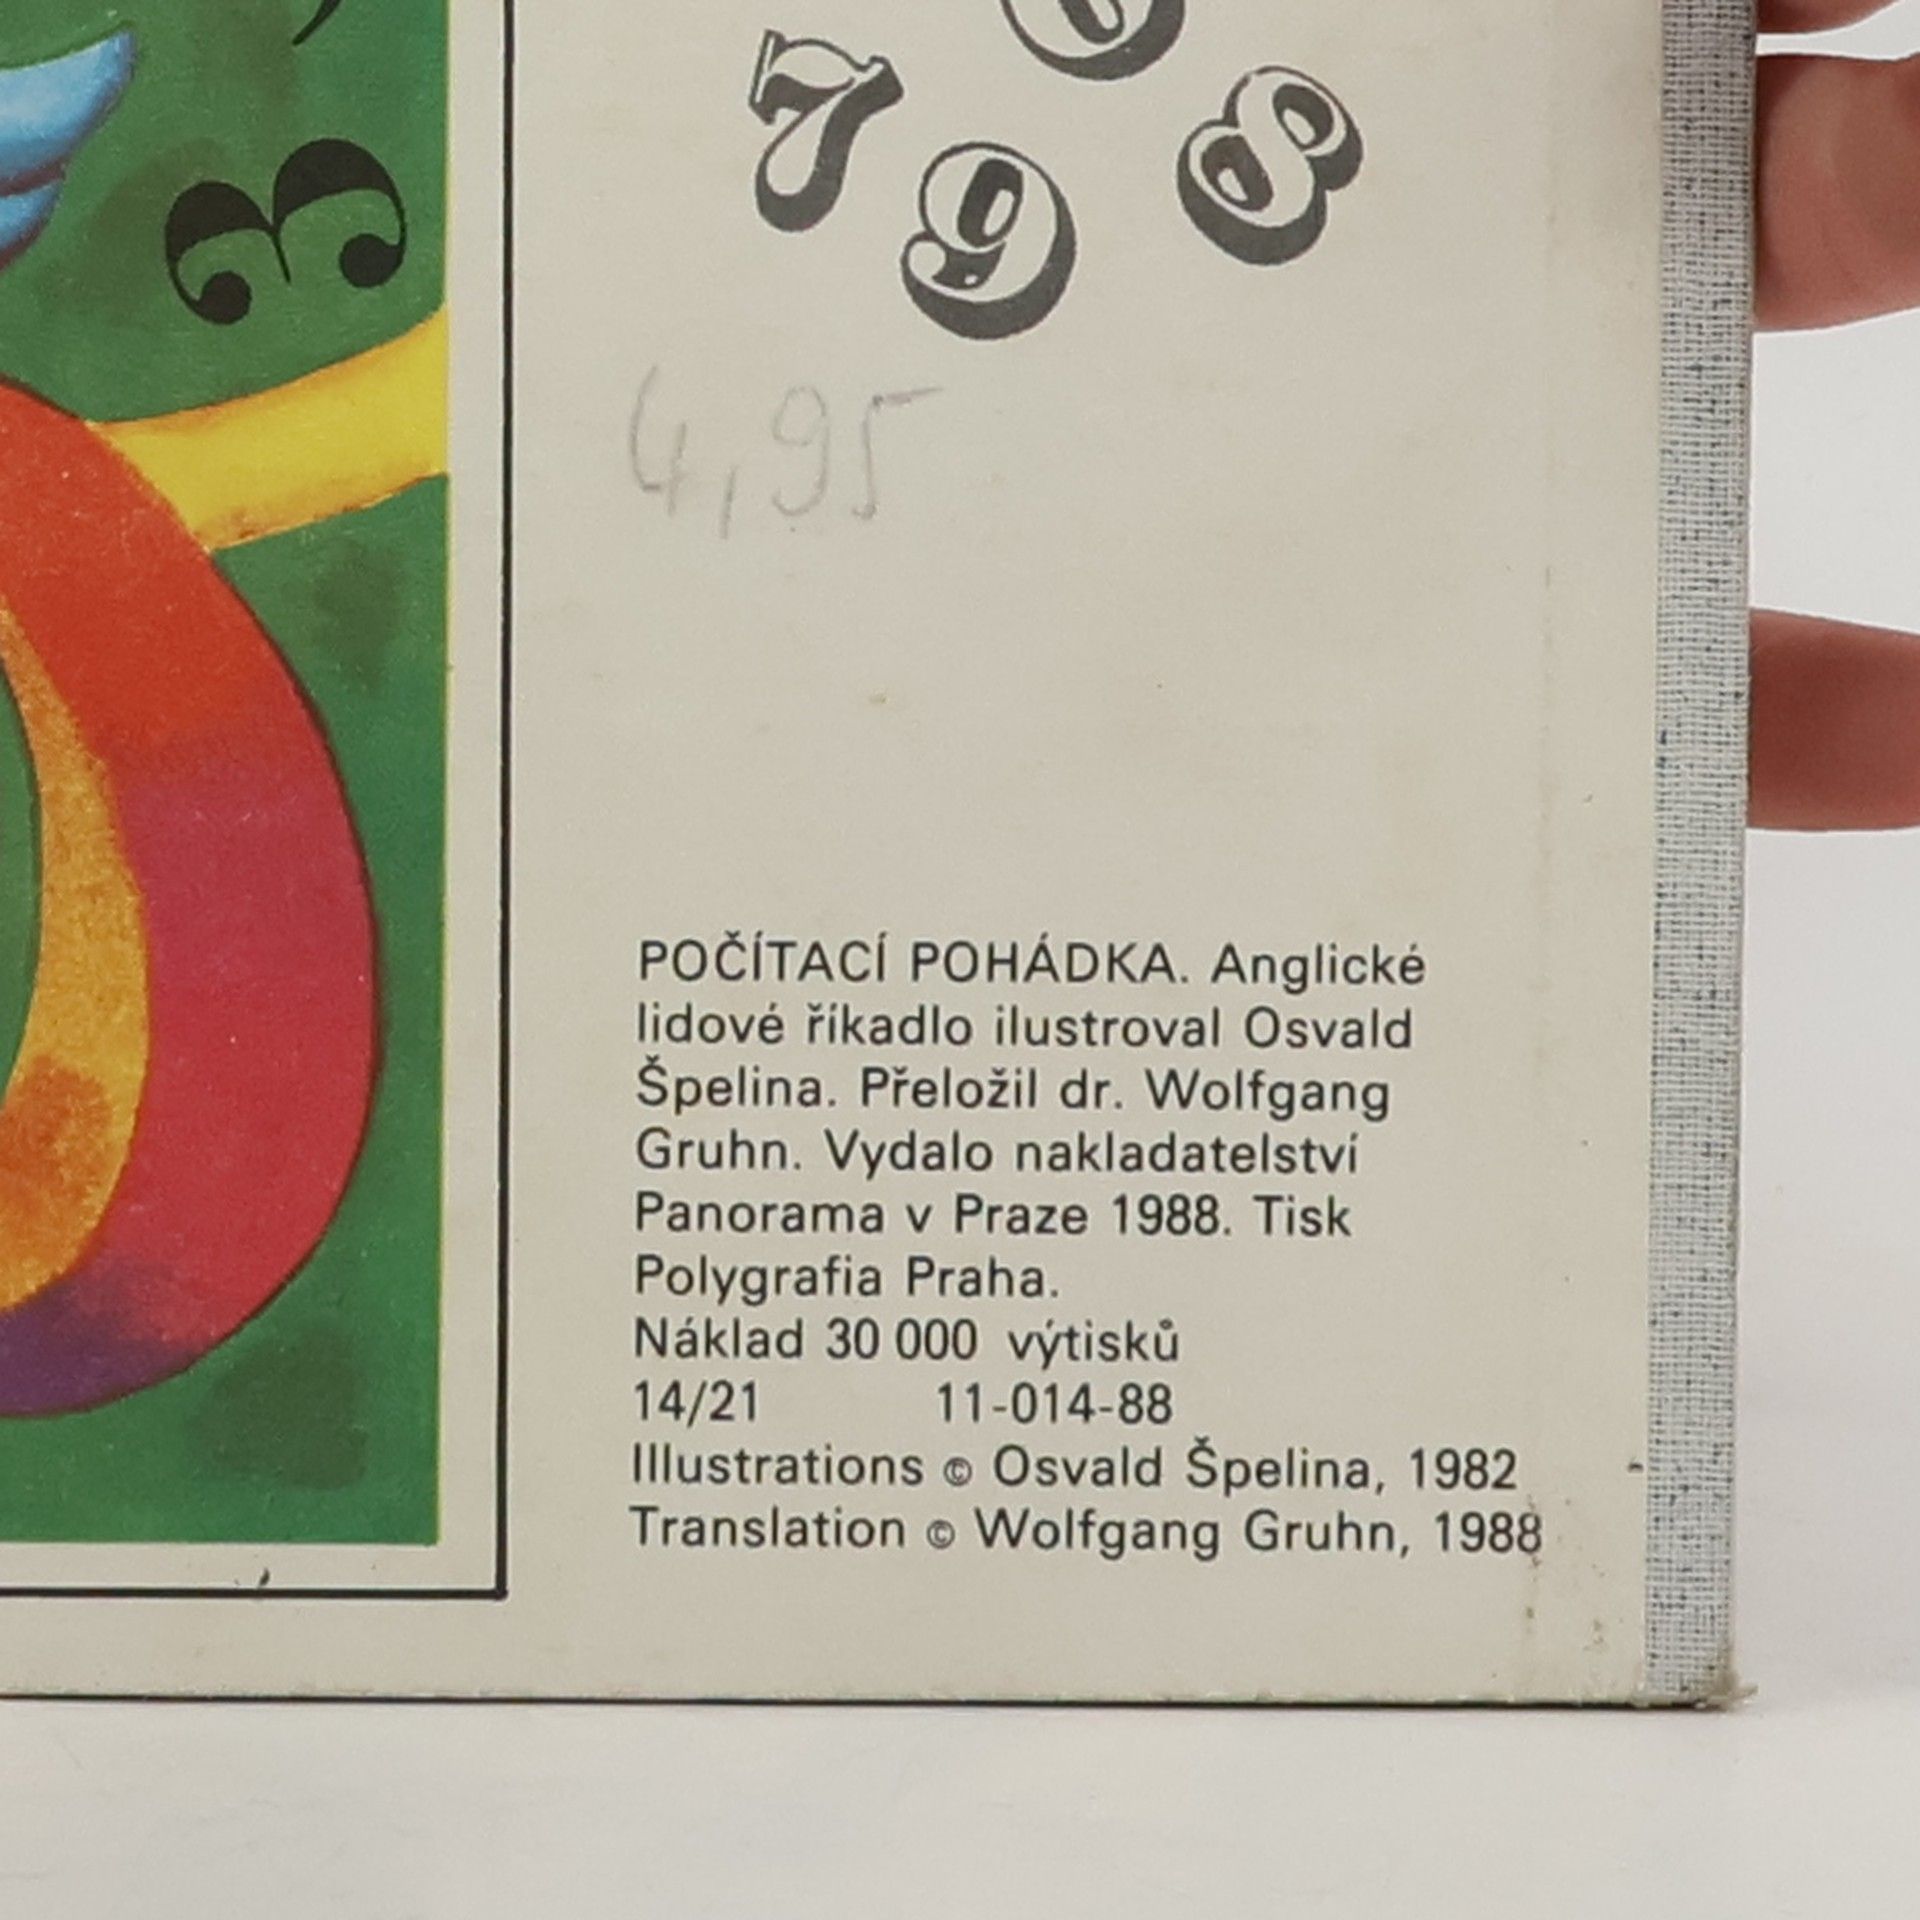 6
7
8
9
3
4,95
POČÍTACÍ POHÁDKA. Anglické
lidové říkadlo ilustroval Osvald
Špelina. Přeložil dr. Wolfgang
Gruhn. Vydalo nakladatelství
Panorama v Praze 1988. Tisk
Polygrafia Praha.
Náklad 30 000 výtisků
14/21 11-014-88
Illustrations © Osvald Špelina, 1982
Translation © Wolfgang Gruhn, 1988